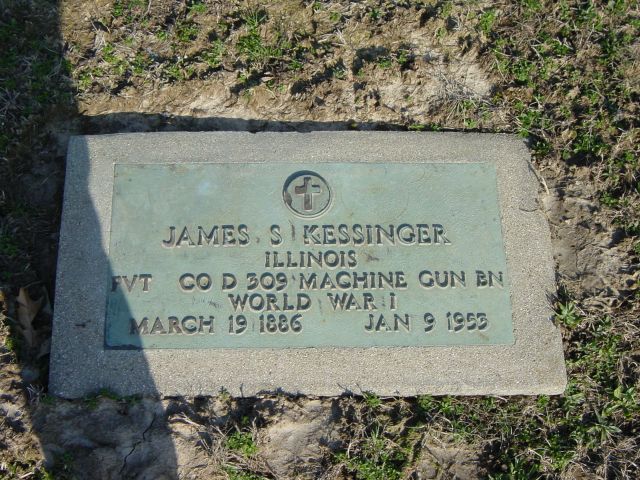 JAMES S KESSINGER
ILLINOIS
PVT CO D 309 MACHINE GUN BN
WORLD WAR I
MARCH 19 1886 JAN 9 1953